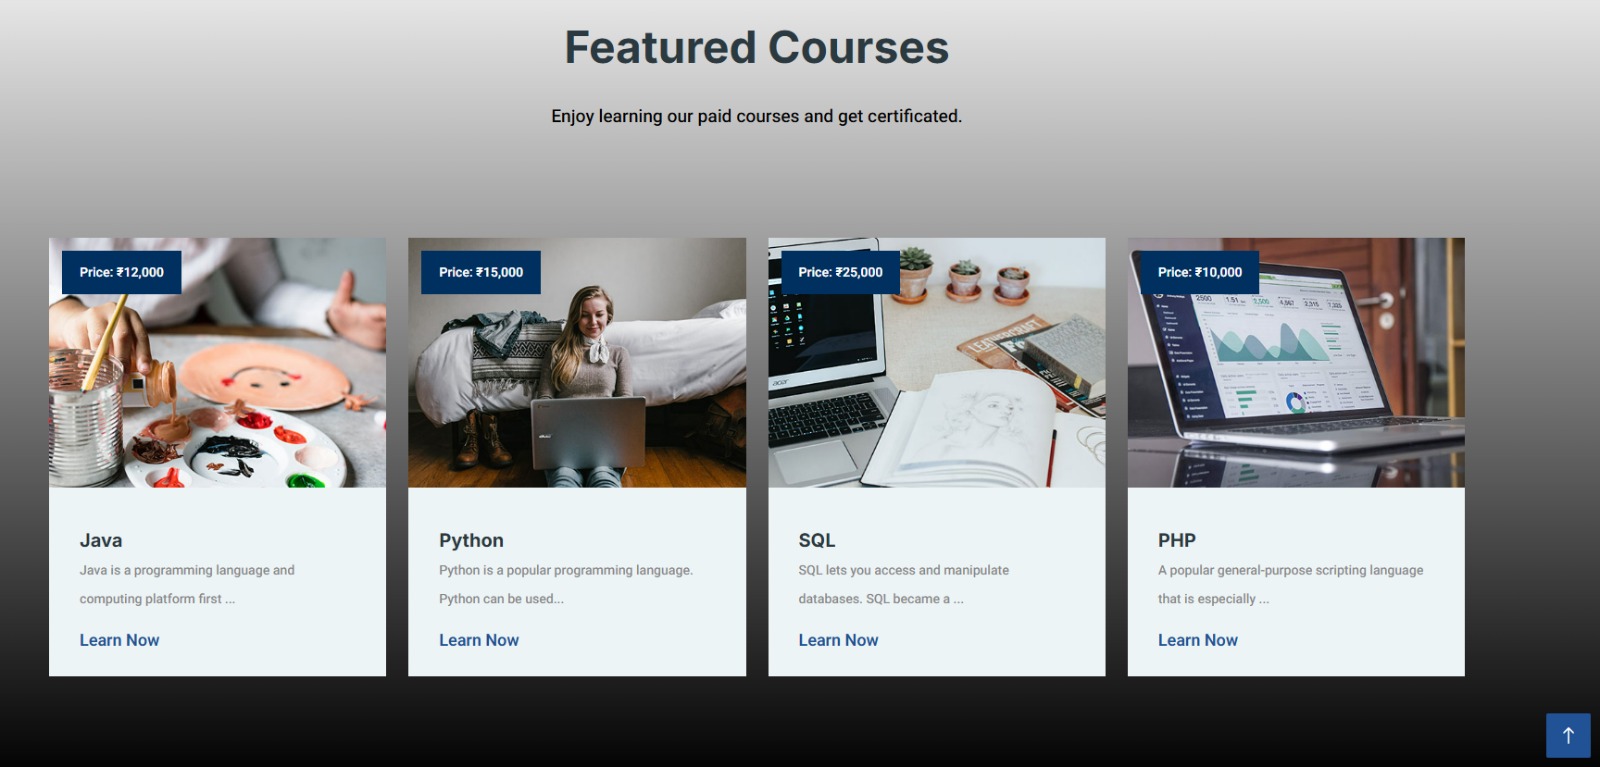 Featured Courses
Enjoy learning our paid courses and get certificated.
Price: ₹12,000
Java
Java is a programming language and
computing platform first ...
Learn Now
Price: ₹15,000
Python
Python is a popular programming language.
Python can be used...
Learn Now
Price: ₹25,000
acer
SQL
SQL lets you access and manipulate
databases. SQL became a ...
Learn Now
Price: ₹10,000
PHP
A popular general-purpose scripting language
that is especially ...
Learn Now